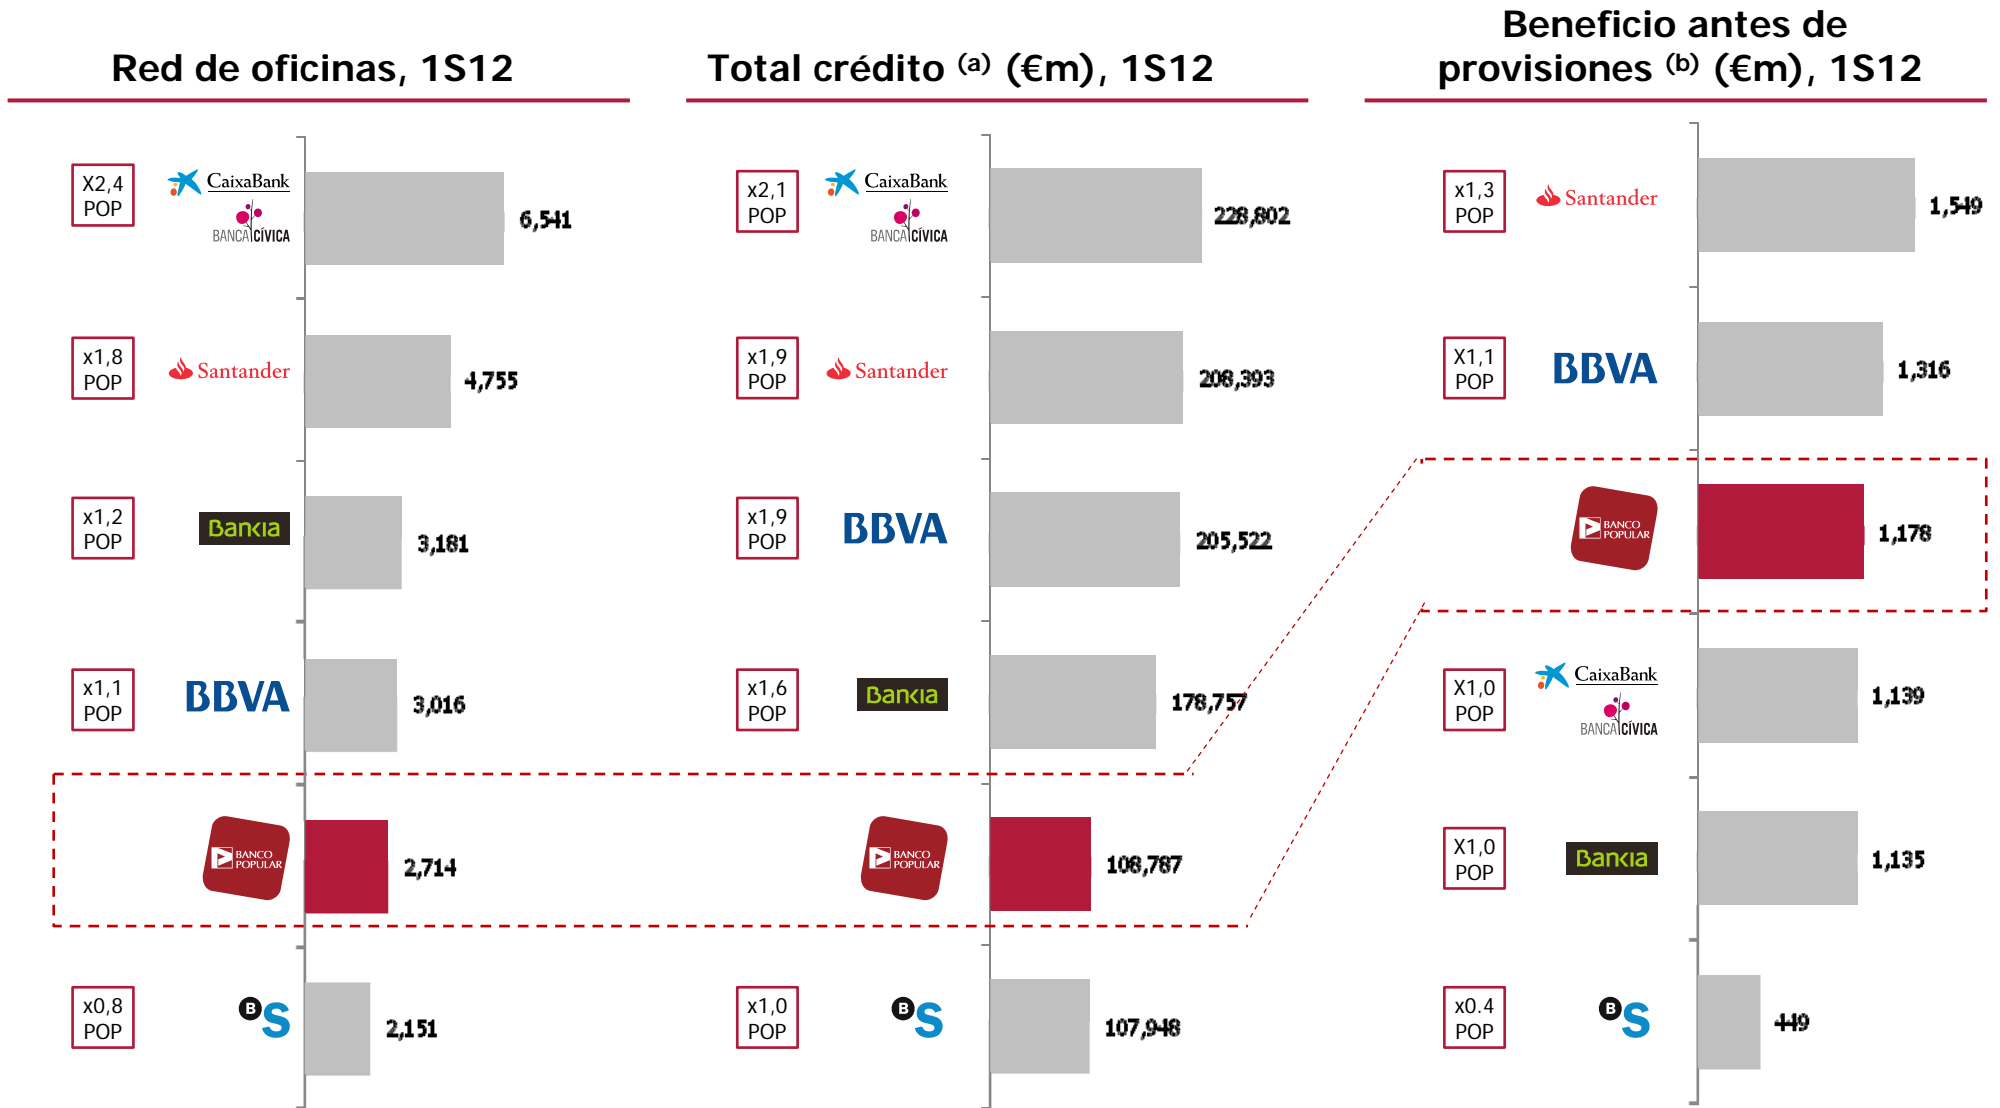 Red de oficinas, 1S12
X2,4
POP
CaixaBank
BANCA CÍVICA
6,541
x1,8
POP
Santander
4,755
x1,2
POP
Bankia
3,181
x1,1
POP
BBVA
3,016
BANCO
POPULAR
2,714
x0,8
POP
B S
2,151
Total crédito (a) (€m), 1S12
x2,1
POP
CaixaBank
BANCA CÍVICA
228,802
x1,9
POP
Santander
208,393
x1,9
POP
BBVA
205,522
x1,6
POP
Bankia
178,757
BANCO
POPULAR
108,787
x1,0
POP
B S
107,948
Beneficio antes de
provisiones (b) (€m), 1S12
x1,3
POP
Santander
1,549
X1,1
POP
BBVA
1,316
BANCO
POPULAR
1,178
X1,0
POP
CaixaBank
BANCA CÍVICA
1,139
X1,0
POP
Bankia
1,135
x0.4
POP
B S
449